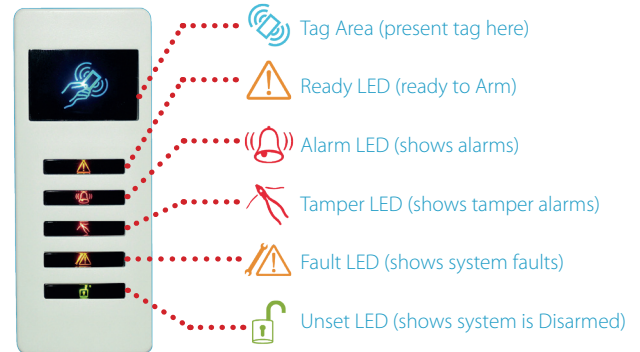 Tag Area (present tag here)
Ready LED (ready to Arm)
Alarm LED (shows alarms)
Tamper LED (shows tamper alarms)
Fault LED (shows system faults)
Unset LED (shows system is Disarmed)